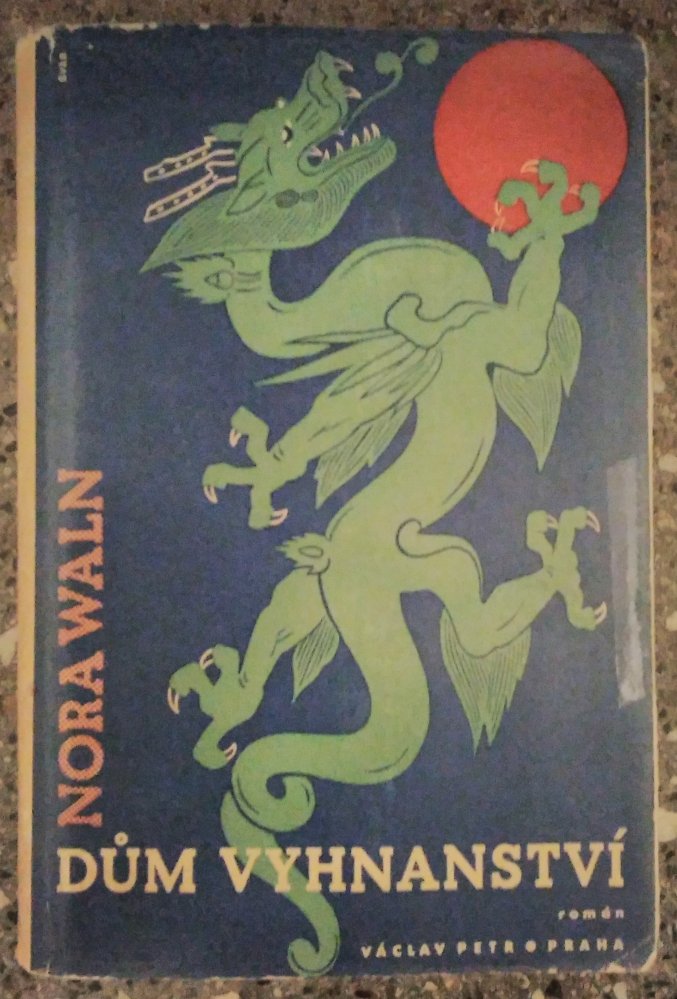 NORA WALN
DŮM VYHNANSTVÍ
román
VÁCLAV PETR PRAHA